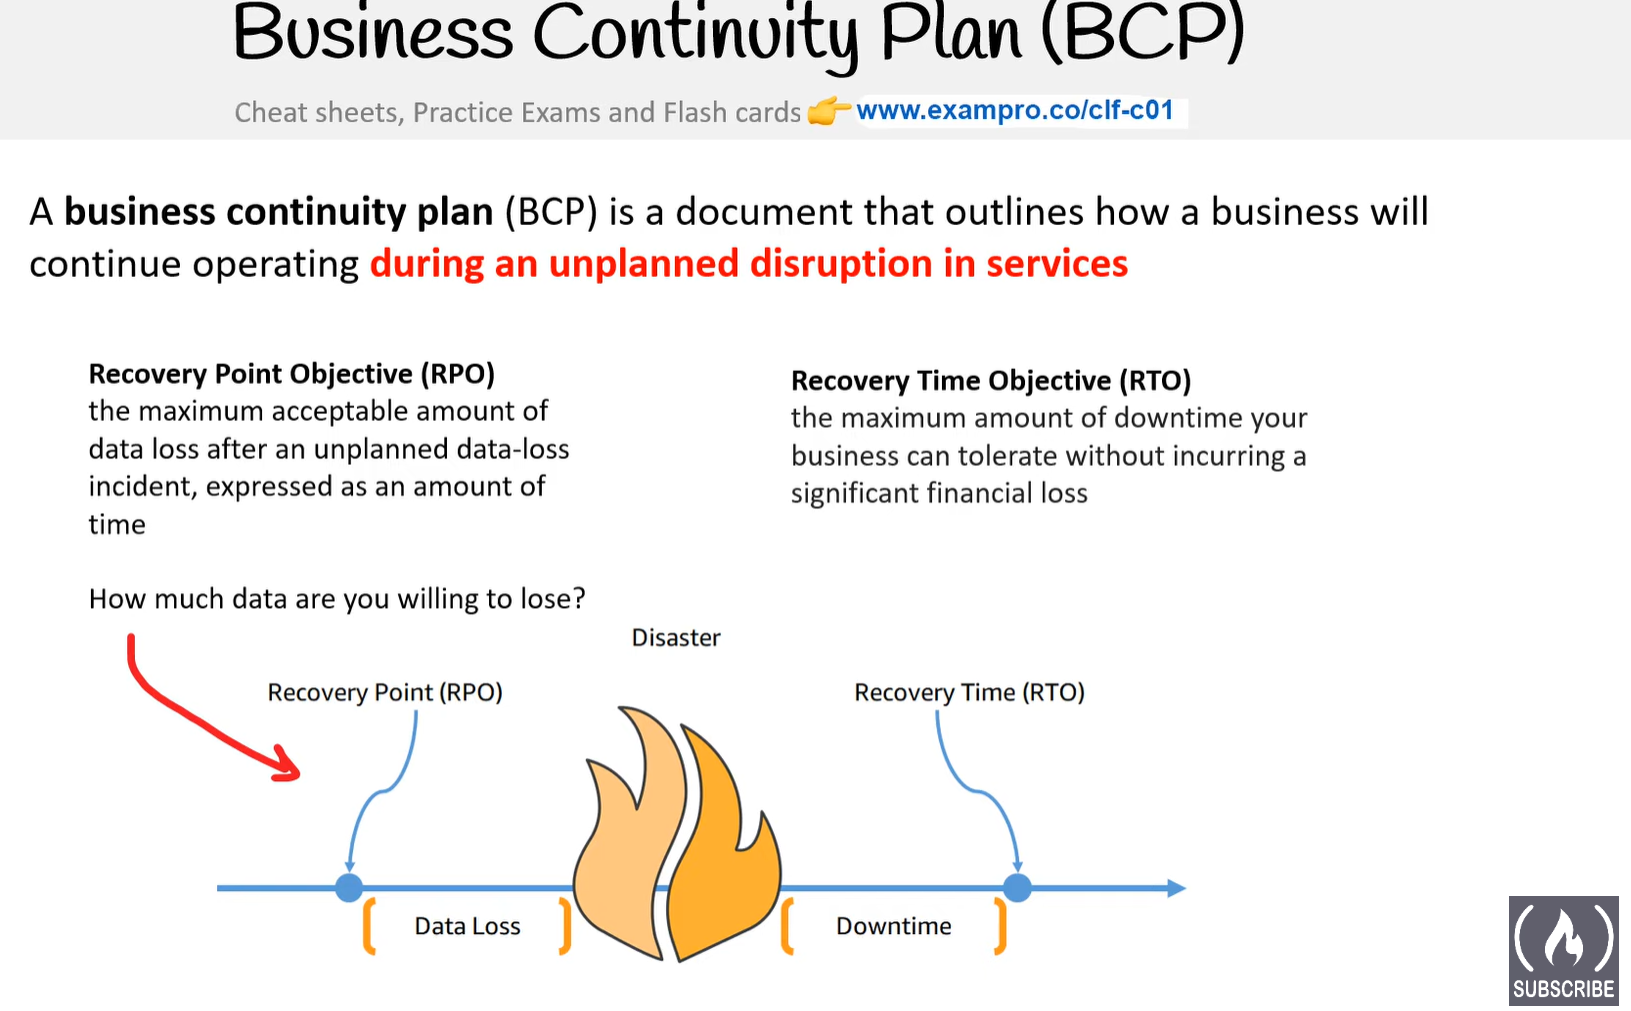 Business Continuity Plan (BCP)
Cheat sheets, Practice Exams and Flash cards 👉 www.exampro.co/clf-c01
A business continuity plan (BCP) is a document that outlines how a business will
continue operating during an unplanned disruption in services
Recovery Point Objective (RPO)
the maximum acceptable amount of
data loss after an unplanned data-loss
incident, expressed as an amount of
time
How much data are you willing to lose?
Recovery Time Objective (RTO)
the maximum amount of downtime your
business can tolerate without incurring a
significant financial loss
Disaster
Recovery Point (RPO)
Recovery Time (RTO)
Data Loss
Downtime
SUBSCRIBE